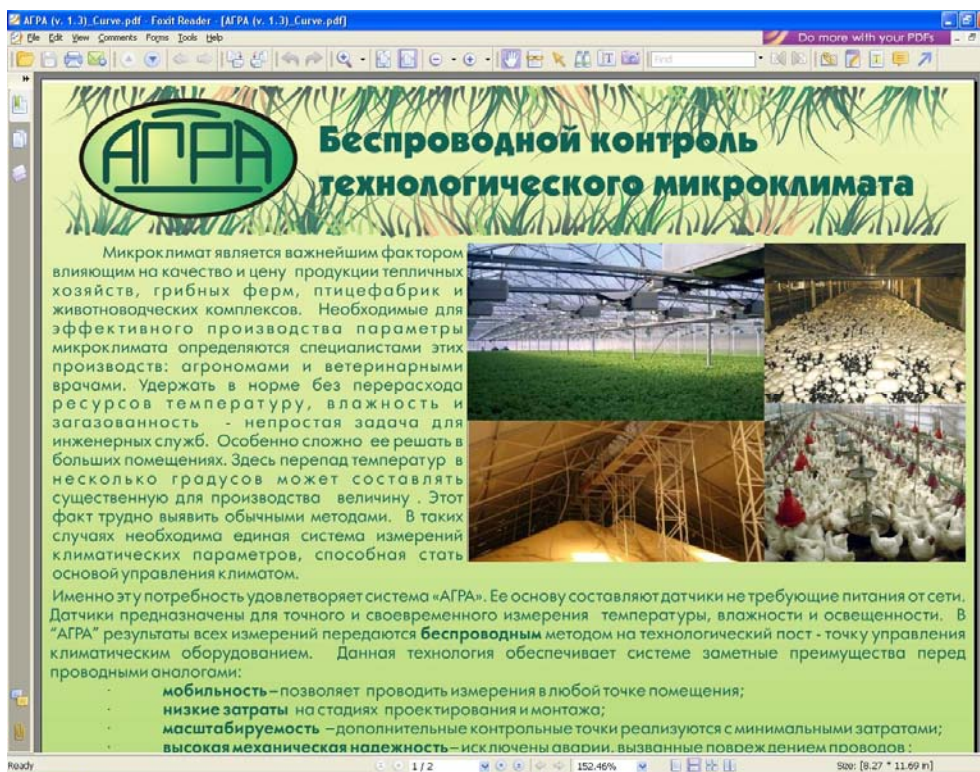 АГРА (v. 1.3)_Curve.pdf - Foxit Reader - [АГРА (v. 1.3)_Curve.pdf]
File Edit View Comments Forms Tools Help
Do more with your PDFs
Find
АГРА
Беспроводной контроль
технологического микроклимата
Микроклимат является важнейшим фактором
влияющим на качество и цену продукции тепличных
хозяйств, грибных ферм, птицефабрик и
животноводческих комплексов. Необходимые для
эффективного производства параметры
микроклимата определяются специалистами этих
производств: агрономами и ветеринарными
врачами. Удержать в норме без перерасхода
ресурсов температуру, влажность и
загазованность - непростая задача для
инженерных служб. Особенно сложно ее решать в
больших помещениях. Здесь перепад температур в
несколько градусов может составлять
существенную для производства величину . Этот
факт трудно выявить обычными методами. В таких
случаях необходима единая система измерений
климатических параметров, способная стать
основой управления климатом.
Именно эту потребность удовлетворяет система «АГРА». Ее основу составляют датчики не требующие питания от сети.
Датчики предназначены для точного и своевременного измерения температуры, влажности и освещенности. В
"АГРА" результаты всех измерений передаются беспроводным методом на технологический пост - точку управления
климатическим оборудованием. Данная технология обеспечивает системе заметные преимущества перед
проводными аналогами:
· мобильность – позволяет проводить измерения в любой точке помещения;
· низкие затраты на стадиях проектирования и монтажа;
· масштабируемость – дополнительные контрольные точки реализуются с минимальными затратами;
· высокая механическая надежность – исключены аварии, вызванные повреждением проводов ;
Ready 1 / 2 152.46% Size: [8.27 * 11.69 in]